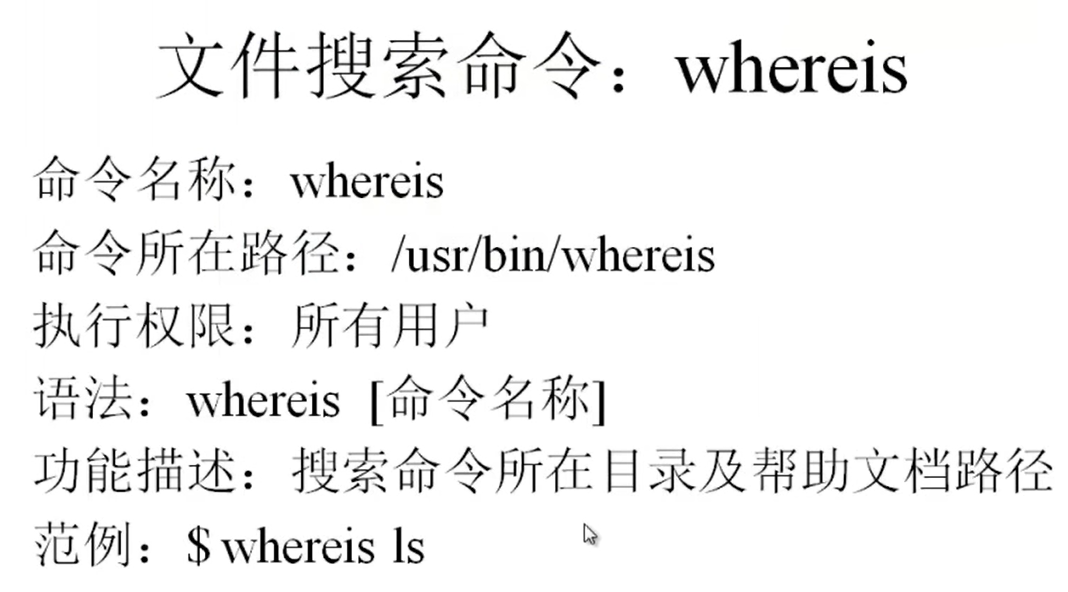 文件搜索命令：whereis
命令名称：whereis
命令所在路径：/usr/bin/whereis
执行权限：所有用户
语法：whereis [命令名称]
功能描述：搜索命令所在目录及帮助文档路径
范例：$ whereis ls